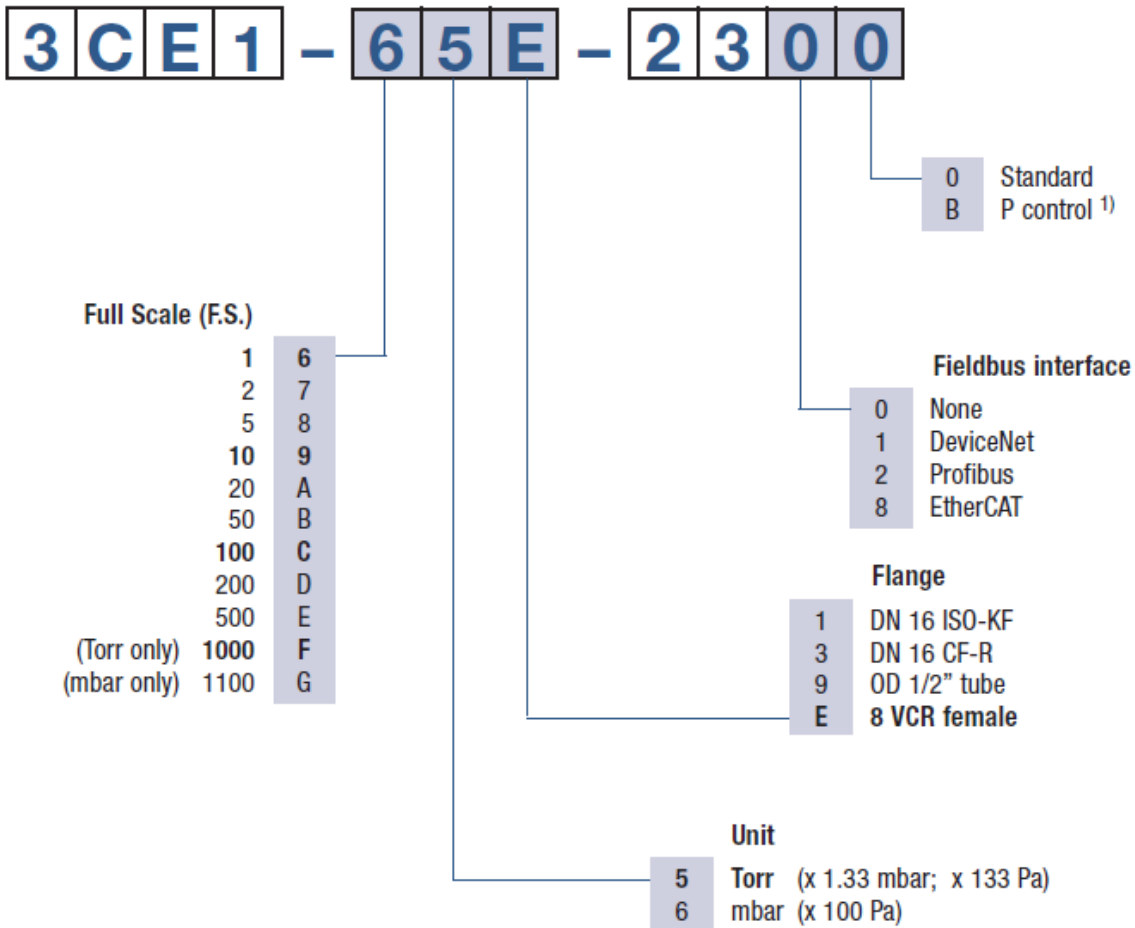 3CE1 – 65E – 2300
0 Standard
B P control 1)
Full Scale (F.S.)
1 6
2 7
5 8
10 9
20 A
50 B
100 C
200 D
500 E
(Torr only) 1000 F
(mbar only) 1100 G
Fieldbus interface
0 None
1 DeviceNet
2 Profibus
8 EtherCAT
Flange
1 DN 16 ISO-KF
3 DN 16 CF-R
9 OD 1/2” tube
E 8 VCR female
Unit
5 Torr (x 1.33 mbar; x 133 Pa)
6 mbar (x 100 Pa)